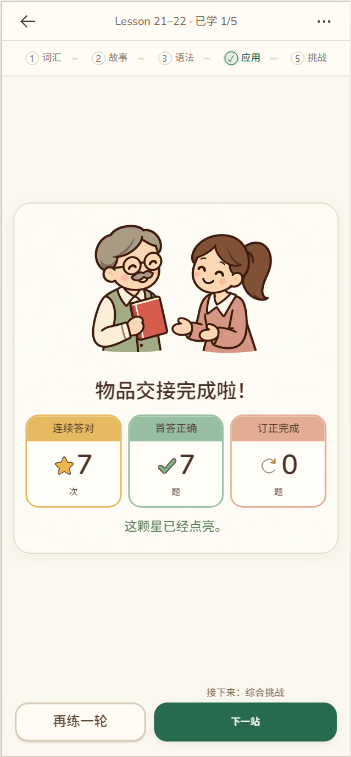 Lesson 21–22 · 已学 1/5
1 词汇 – 2 故事 – 3 语法 – ✓ 应用 – 5 挑战
物品交接完成啦！
连续答对 首答正确 订正完成
7 7 0
次 题 题
这颗星已经点亮。
接下来：综合挑战
再练一轮 下一站